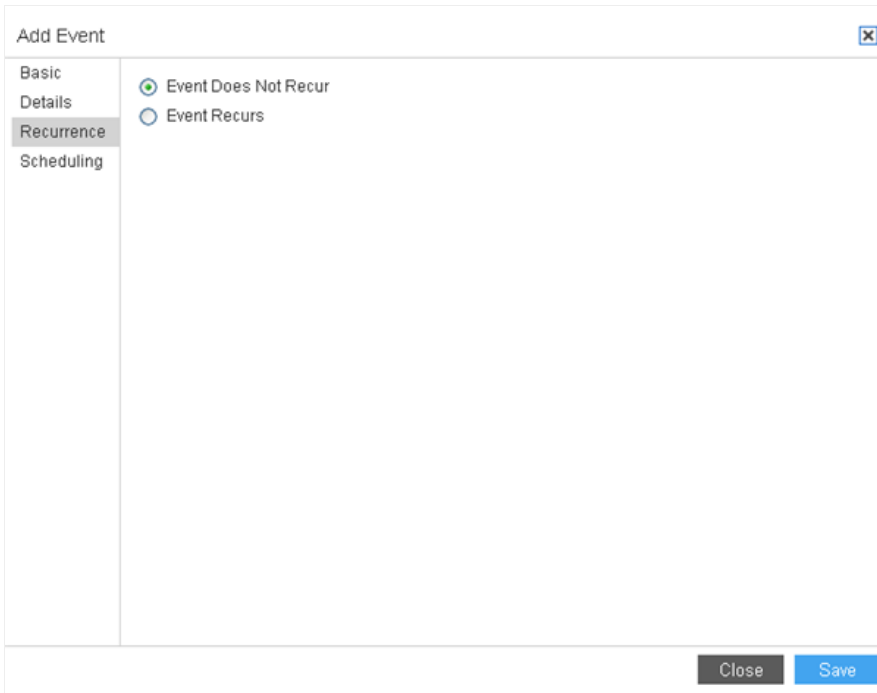 Add Event
Basic
Details
Recurrence
Scheduling
Event Does Not Recur
Event Recurs
Close
Save